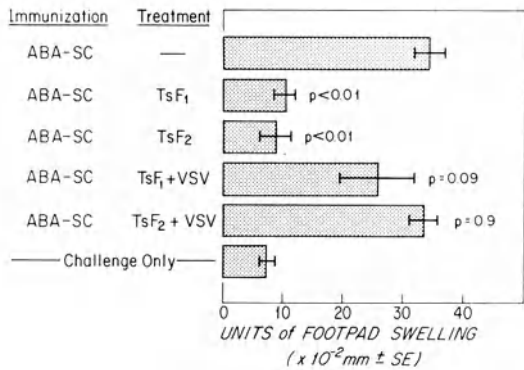 Immunization Treatment
ABA-SC —
ABA-SC TsF₁ p<0.01
ABA-SC TsF₂ p<0.01
ABA-SC TsF₁+VSV p=0.09
ABA-SC TsF₂ + VSV p=0.9
Challenge Only
0 10 20 30 40
UNITS of FOOTPAD SWELLING
(x 10⁻²mm ± SE)